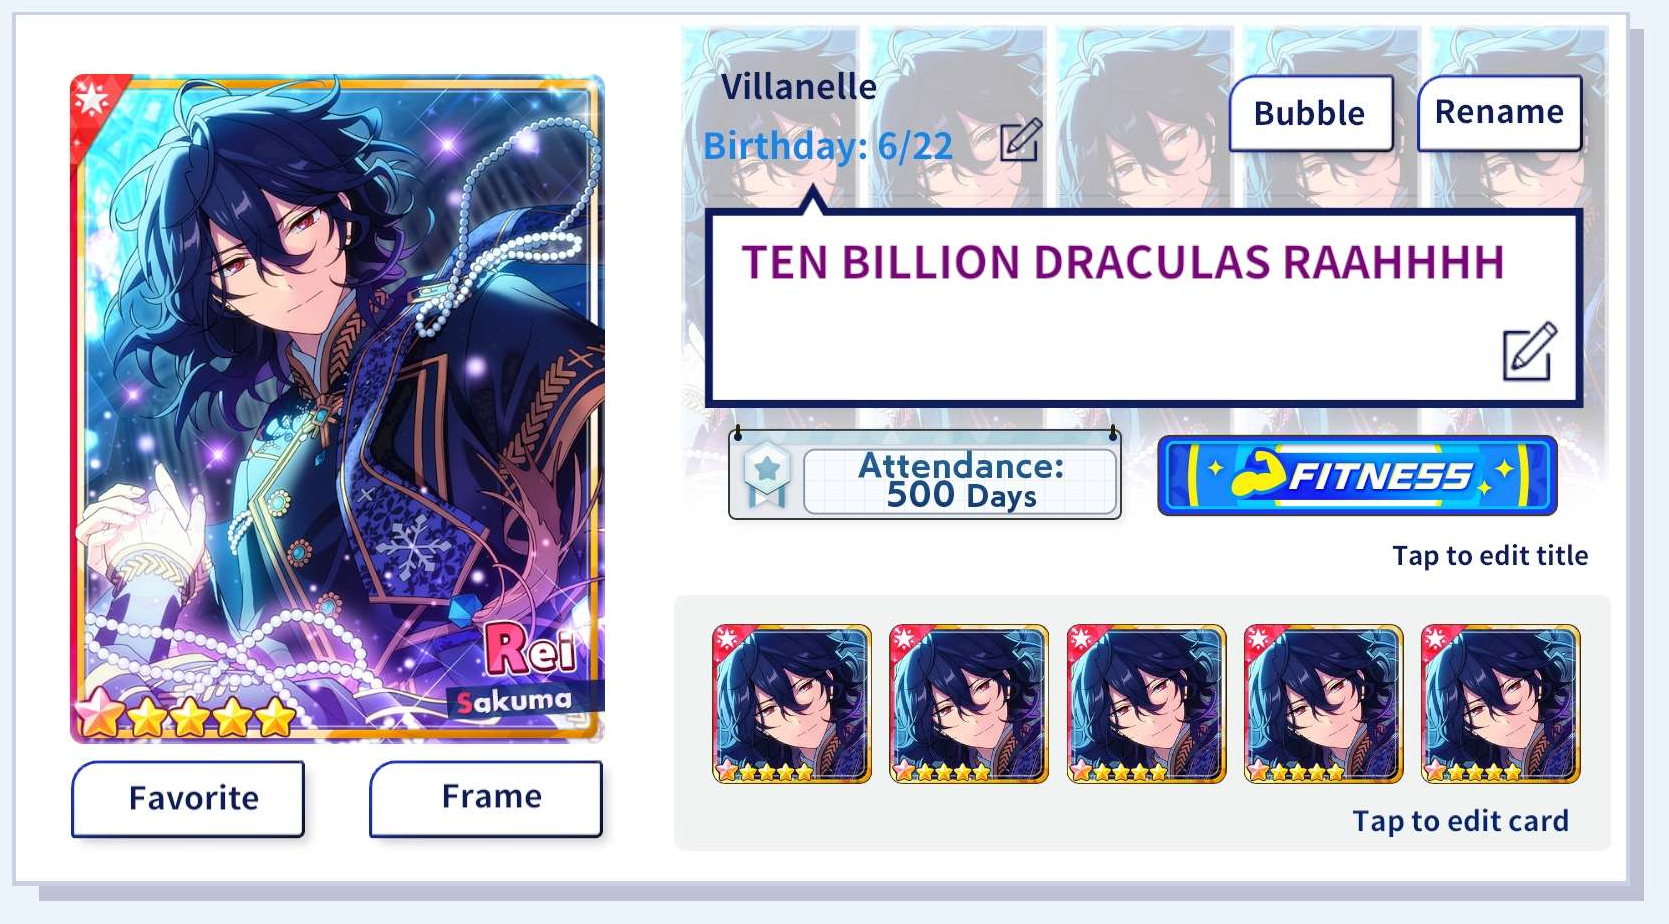 Villanelle
Birthday: 6/22
Bubble
Rename
TEN BILLION DRACULAS RAAHHHH
Attendance:
500 Days
FITNESS
Tap to edit title
Rei
Sakuma
Favorite
Frame
Tap to edit card